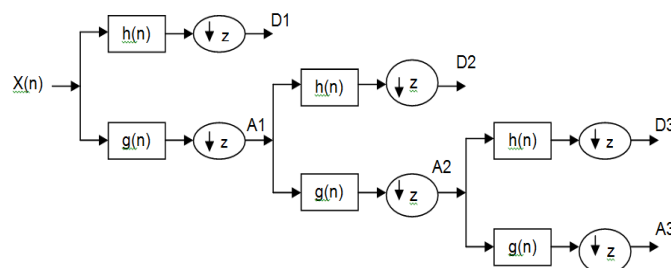 D1
h(n)
↓ z
X(n)
D2
h(n)
↓ z
g(n)
↓ z
A1
D3
h(n)
↓ z
g(n)
↓ z
A2
g(n)
↓ z
A3